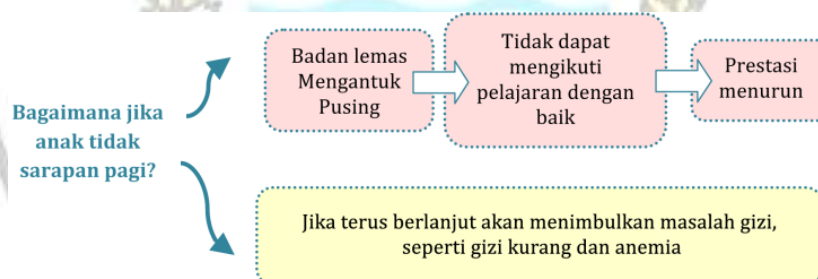 Bagaimana jika
anak tidak
sarapan pagi?
Badan lemas
Mengantuk
Pusing
Tidak dapat
mengikuti
pelajaran dengan
baik
Prestasi
menurun
Jika terus berlanjut akan menimbulkan masalah gizi,
seperti gizi kurang dan anemia